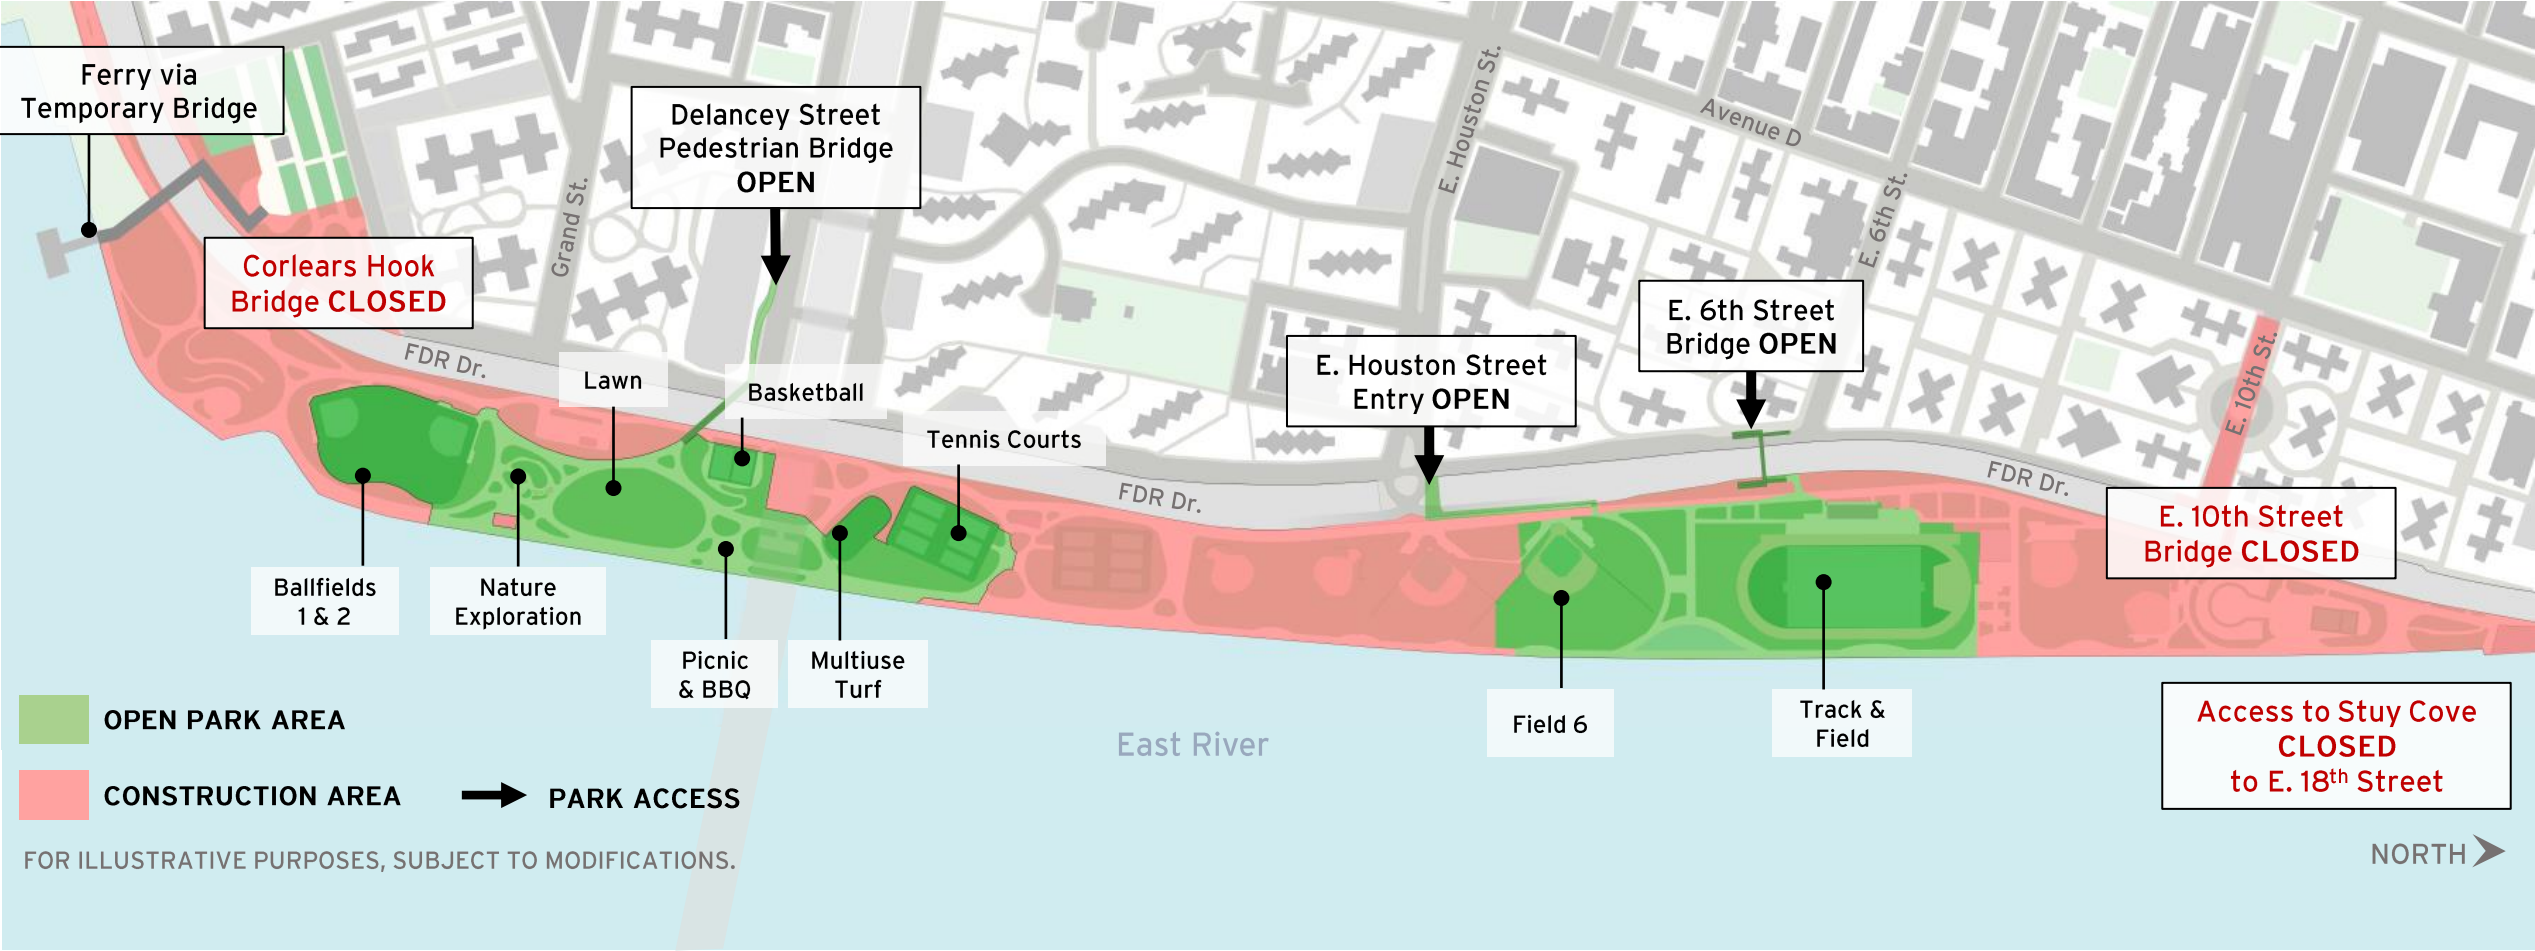 Ferry via
Temporary Bridge
Delancey Street
Pedestrian Bridge
OPEN
E. Houston St.
Avenue D
Grand St.
E. 6th St.
Corlears Hook
Bridge CLOSED
E. 6th Street
Bridge OPEN
E. Houston Street
Entry OPEN
E. 10th St.
FDR Dr.
Lawn
Basketball
Tennis Courts
FDR Dr.
FDR Dr.
E. 10th Street
Bridge CLOSED
Ballfields
1 & 2
Nature
Exploration
Picnic
& BBQ
Multiuse
Turf
Field 6
Track &
Field
East River
Access to Stuy Cove
CLOSED
to E. 18th Street
OPEN PARK AREA
CONSTRUCTION AREA
PARK ACCESS
FOR ILLUSTRATIVE PURPOSES, SUBJECT TO MODIFICATIONS.
NORTH